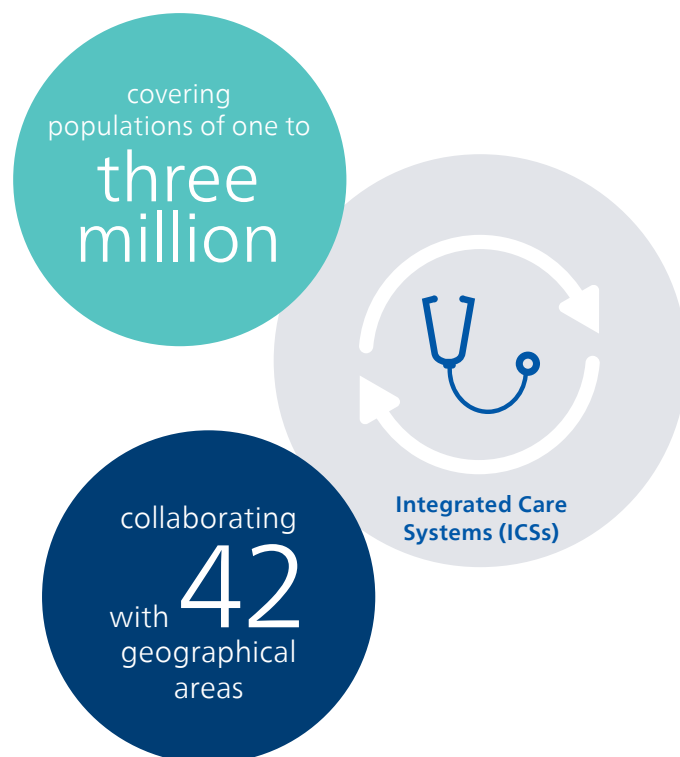 covering
populations of one to
three
million
Integrated Care
Systems (ICSs)
collaborating
with 42
geographical
areas